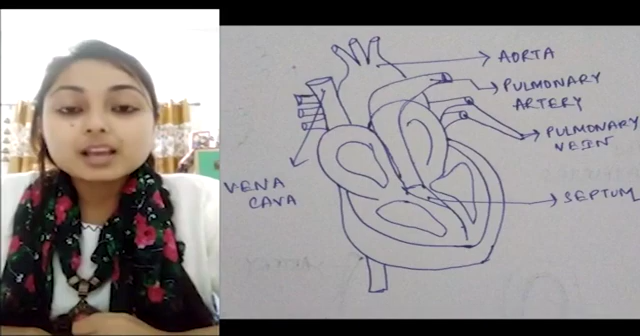 AORTA
PULMONARY
ARTERY
PULMONARY
VEIN
VENA
CAVA
SEPTUM